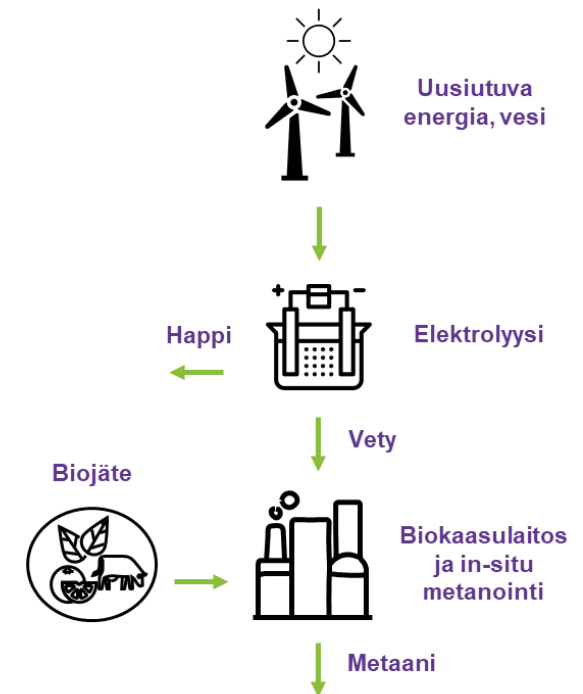 Uusiutuva
energia, vesi
+ −
Happi
Elektrolyysi
Vety
Biojäte
Biokaasulaitos
ja in-situ
metanointi
Metaani